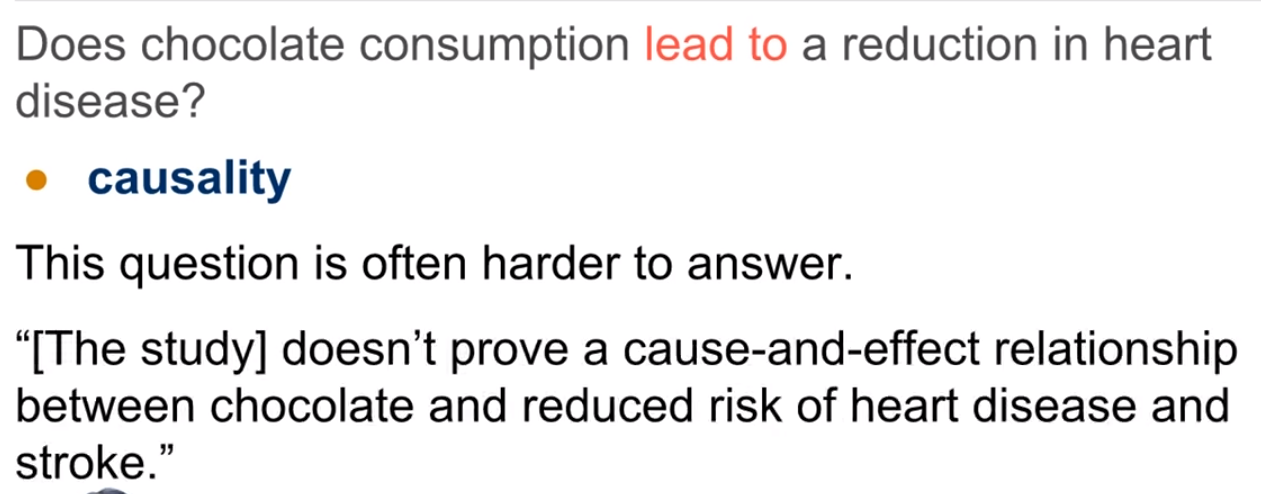 Does chocolate consumption lead to a reduction in heart
disease?
● causality
This question is often harder to answer.
“[The study] doesn’t prove a cause-and-effect relationship
between chocolate and reduced risk of heart disease and
stroke.”